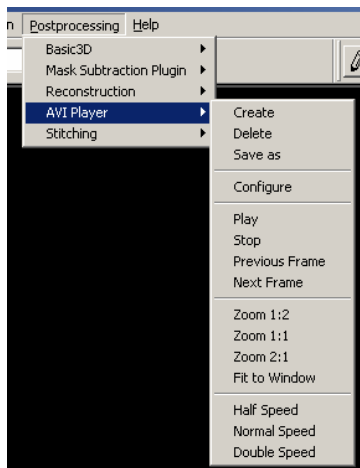 n Postprocessing Help
Basic3D
Mask Subtraction Plugin
Reconstruction
AVI Player
Stitching
Create
Delete
Save as
Configure
Play
Stop
Previous Frame
Next Frame
Zoom 1:2
Zoom 1:1
Zoom 2:1
Fit to Window
Half Speed
Normal Speed
Double Speed